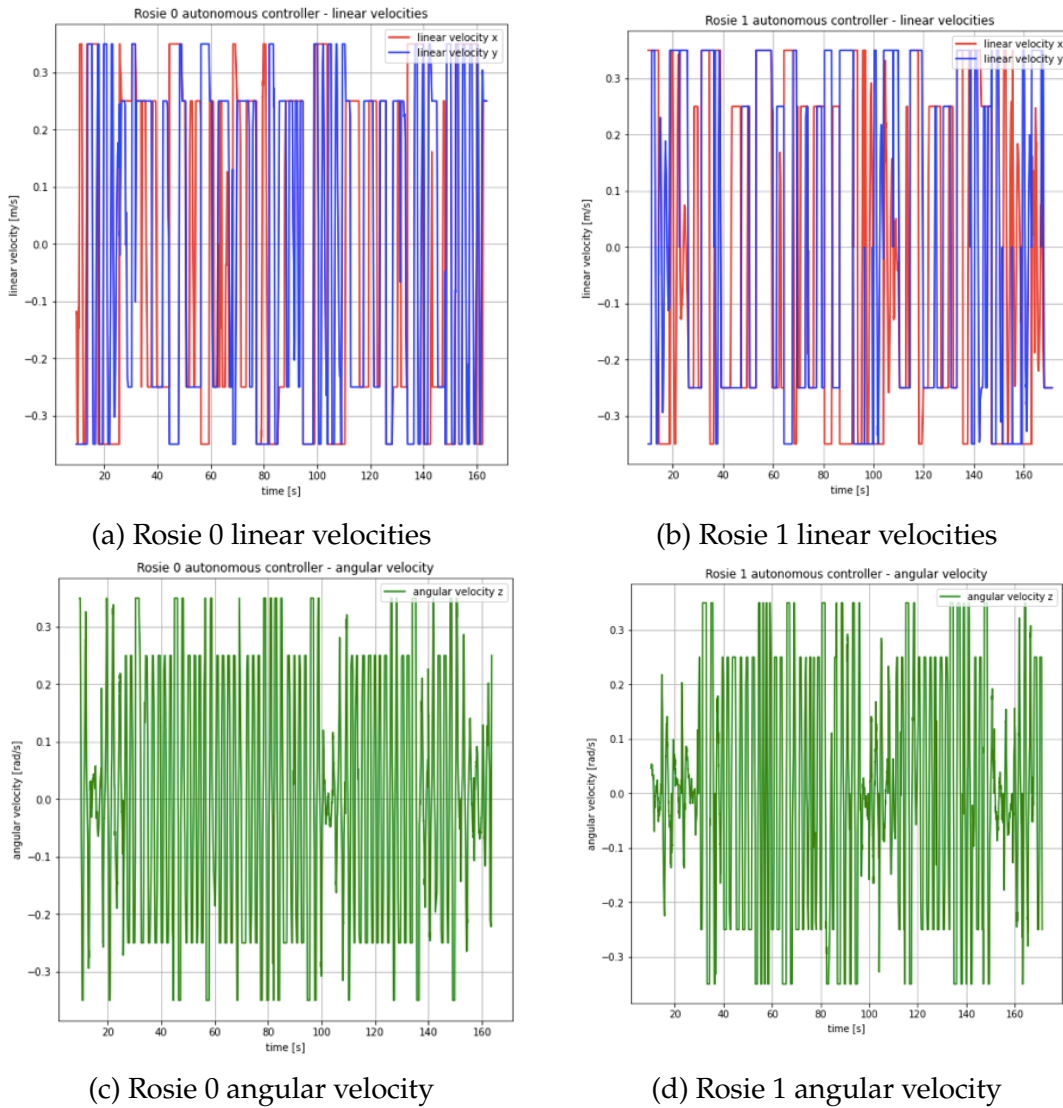 Rosie 0 autonomous controller - linear velocities
linear velocity x
linear velocity y
0.3
0.2
0.1
0.0
−0.1
−0.2
−0.3
linear velocity [m/s]
20 40 60 80 100 120 140 160
time [s]
(a) Rosie 0 linear velocities
Rosie 1 autonomous controller - linear velocities
linear velocity x
linear velocity y
0.3
0.2
0.1
0.0
−0.1
−0.2
−0.3
linear velocity [m/s]
20 40 60 80 100 120 140 160
time [s]
(b) Rosie 1 linear velocities
Rosie 0 autonomous controller - angular velocity
angular velocity z
0.3
0.2
0.1
0.0
−0.1
−0.2
−0.3
angular velocity [rad/s]
20 40 60 80 100 120 140 160
time [s]
(c) Rosie 0 angular velocity
Rosie 1 autonomous controller - angular velocity
angular velocity z
0.3
0.2
0.1
0.0
−0.1
−0.2
−0.3
angular velocity [rad/s]
20 40 60 80 100 120 140 160
time [s]
(d) Rosie 1 angular velocity